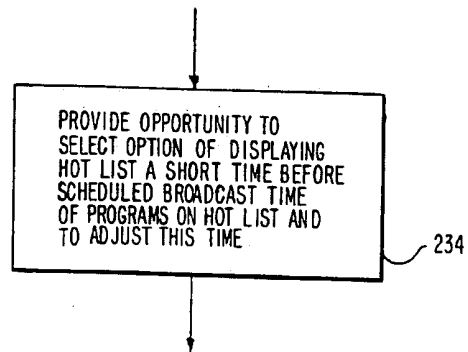 PROVIDE OPPORTUNITY TO
SELECT OPTION OF DISPLAYING
HOT LIST A SHORT TIME BEFORE
SCHEDULED BROADCAST TIME
OF PROGRAMS ON HOT LIST AND
TO ADJUST THIS TIME
234